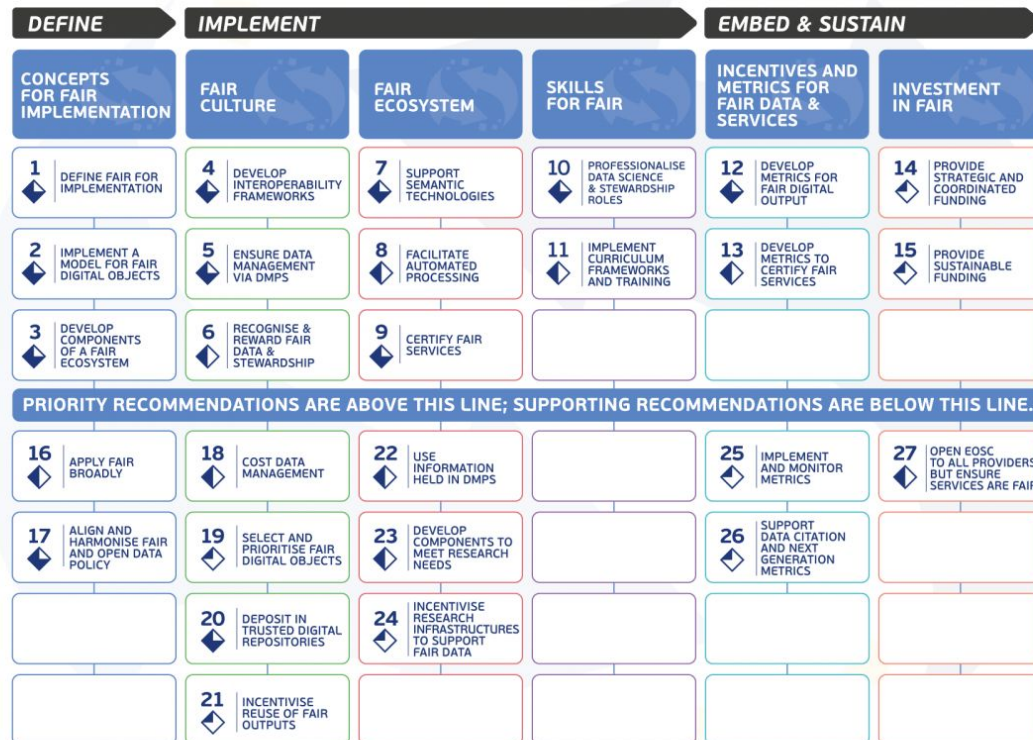 DEFINE
IMPLEMENT
EMBED & SUSTAIN
CONCEPTS
FOR FAIR
IMPLEMENTATION
FAIR
CULTURE
FAIR
ECOSYSTEM
SKILLS
FOR FAIR
INCENTIVES AND
METRICS FOR
FAIR DATA &
SERVICES
INVESTMENT
IN FAIR
1
DEFINE FAIR FOR
IMPLEMENTATION
4
DEVELOP
INTEROPERABILITY
FRAMEWORKS
7
SUPPORT
SEMANTIC
TECHNOLOGIES
10
PROFESSIONALISE
DATA SCIENCE
& STEWARDSHIP
ROLES
12
DEVELOP
METRICS FOR
FAIR DIGITAL
OUTPUT
14
PROVIDE
STRATEGIC AND
COORDINATED
FUNDING
2
IMPLEMENT A
MODEL FOR FAIR
DIGITAL OBJECTS
5
ENSURE DATA
MANAGEMENT
VIA DMPS
8
FACILITATE
AUTOMATED
PROCESSING
11
IMPLEMENT
CURRICULUM
FRAMEWORKS
AND TRAINING
13
DEVELOP
METRICS TO
CERTIFY FAIR
SERVICES
15
PROVIDE
SUSTAINABLE
FUNDING
3
DEVELOP
COMPONENTS
OF A FAIR
ECOSYSTEM
6
RECOGNISE &
REWARD FAIR
DATA &
STEWARDSHIP
9
CERTIFY FAIR
SERVICES
PRIORITY RECOMMENDATIONS ARE ABOVE THIS LINE; SUPPORTING RECOMMENDATIONS ARE BELOW THIS LINE.
16
APPLY FAIR
BROADLY
18
COST DATA
MANAGEMENT
22
USE
INFORMATION
HELD IN DMPS
25
IMPLEMENT
AND MONITOR
METRICS
27
OPEN EOSC
TO ALL PROVIDERS
BUT ENSURE
SERVICES ARE FAIR
17
ALIGN AND
HARMONISE FAIR
AND OPEN DATA
POLICY
19
SELECT AND
PRIORITISE FAIR
DIGITAL OBJECTS
23
DEVELOP
COMPONENTS TO
MEET RESEARCH
NEEDS
26
SUPPORT
DATA CITATION
AND NEXT
GENERATION
METRICS
20
DEPOSIT IN
TRUSTED DIGITAL
REPOSITORIES
24
INCENTIVISE
RESEARCH
INFRASTRUCTURES
TO SUPPORT
FAIR DATA
21
INCENTIVISE
REUSE OF FAIR
OUTPUTS